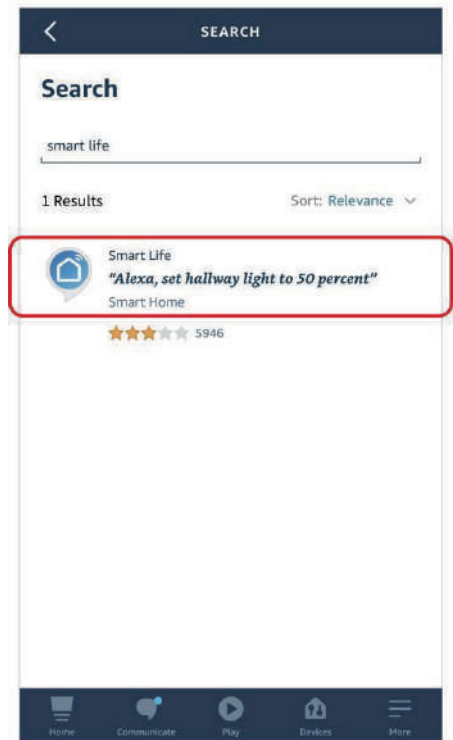 SEARCH
Search
smart life
1 Results Sort: Relevance
Smart Life
"Alexa, set hallway light to 50 percent"
Smart Home
5946
Home Communicate Play Devices More